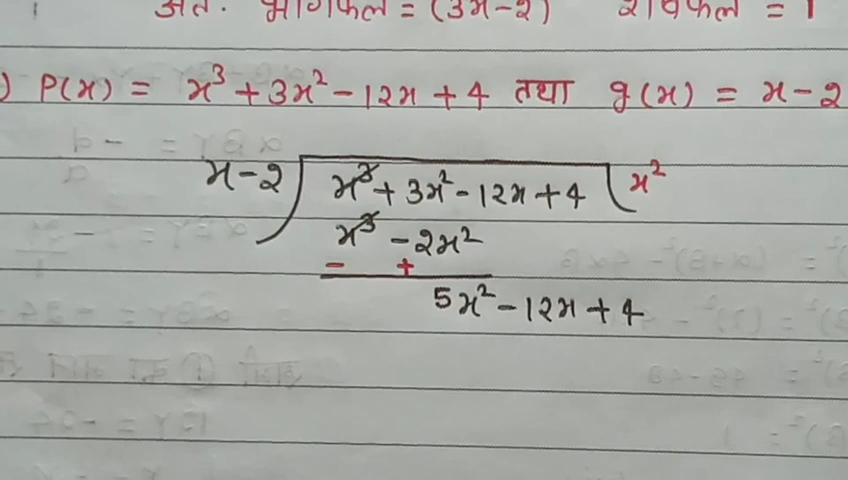 अतः भागफल = (3x-2) शेषफल = 1
) P(x) = x³ + 3x² - 12x + 4 तथा g(x) = x - 2
x-2 x³ + 3x² - 12x + 4 x²
x³ - 2x²
- +
5x² - 12x + 4